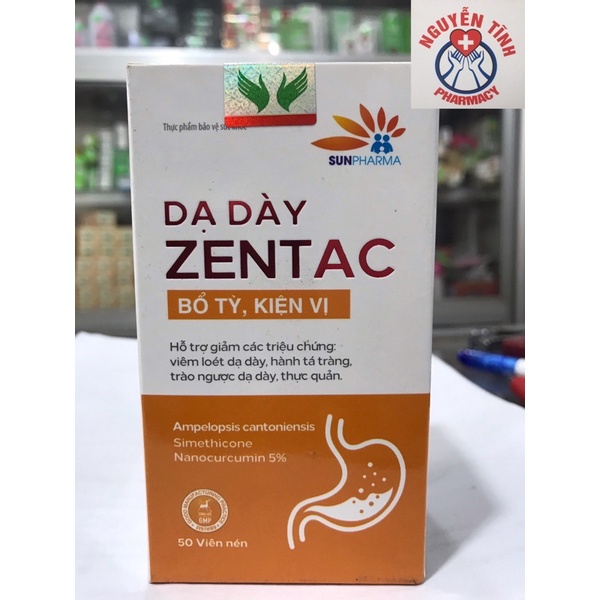 NGUYỄN TÌNH
PHARMACY
Thực phẩm bảo vệ sức khỏe
SUNPHARMA
DẠ DÀY
ZENTAC
BỔ TỲ, KIỆN VỊ
Hỗ trợ giảm các triệu chứng:
viêm loét dạ dày, hành tá tràng,
trào ngược dạ dày, thực quản.
Ampelopsis cantoniensis
Simethicone
Nanocurcumin 5%
GMP
50 Viên nén